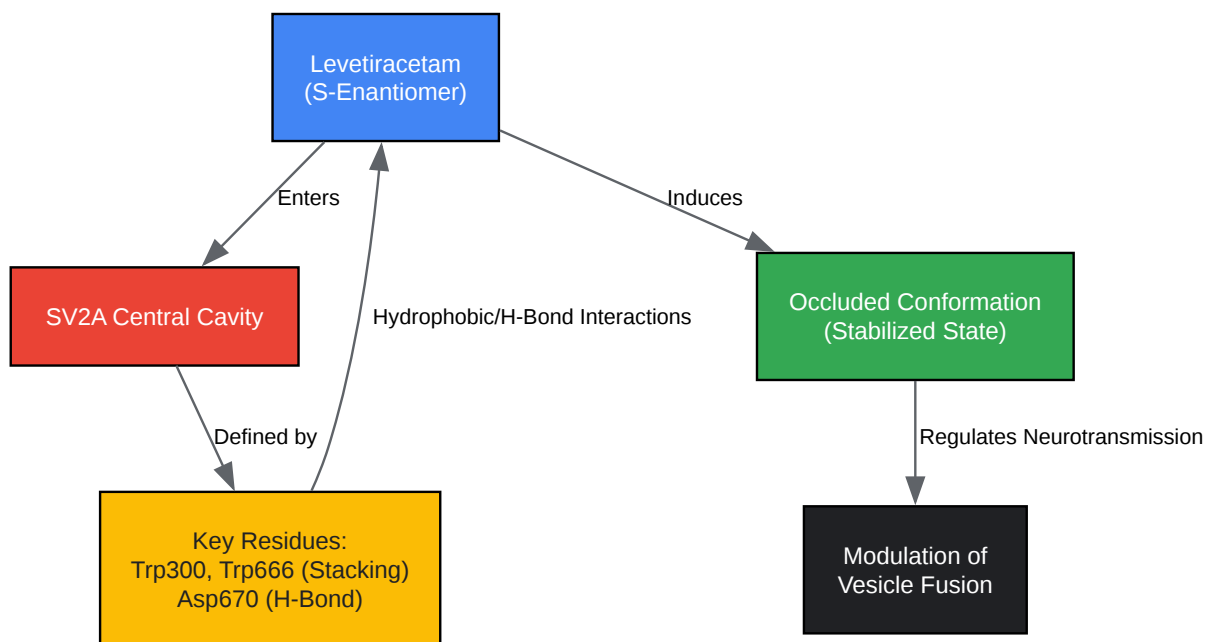 Levetiracetam
(S-Enantiomer)
Enters
Induces
SV2A Central Cavity
Hydrophobic/H-Bond Interactions
Occluded Conformation
(Stabilized State)
Defined by
Regulates Neurotransmission
Key Residues:
Trp300, Trp666 (Stacking)
Asp670 (H-Bond)
Modulation of
Vesicle Fusion